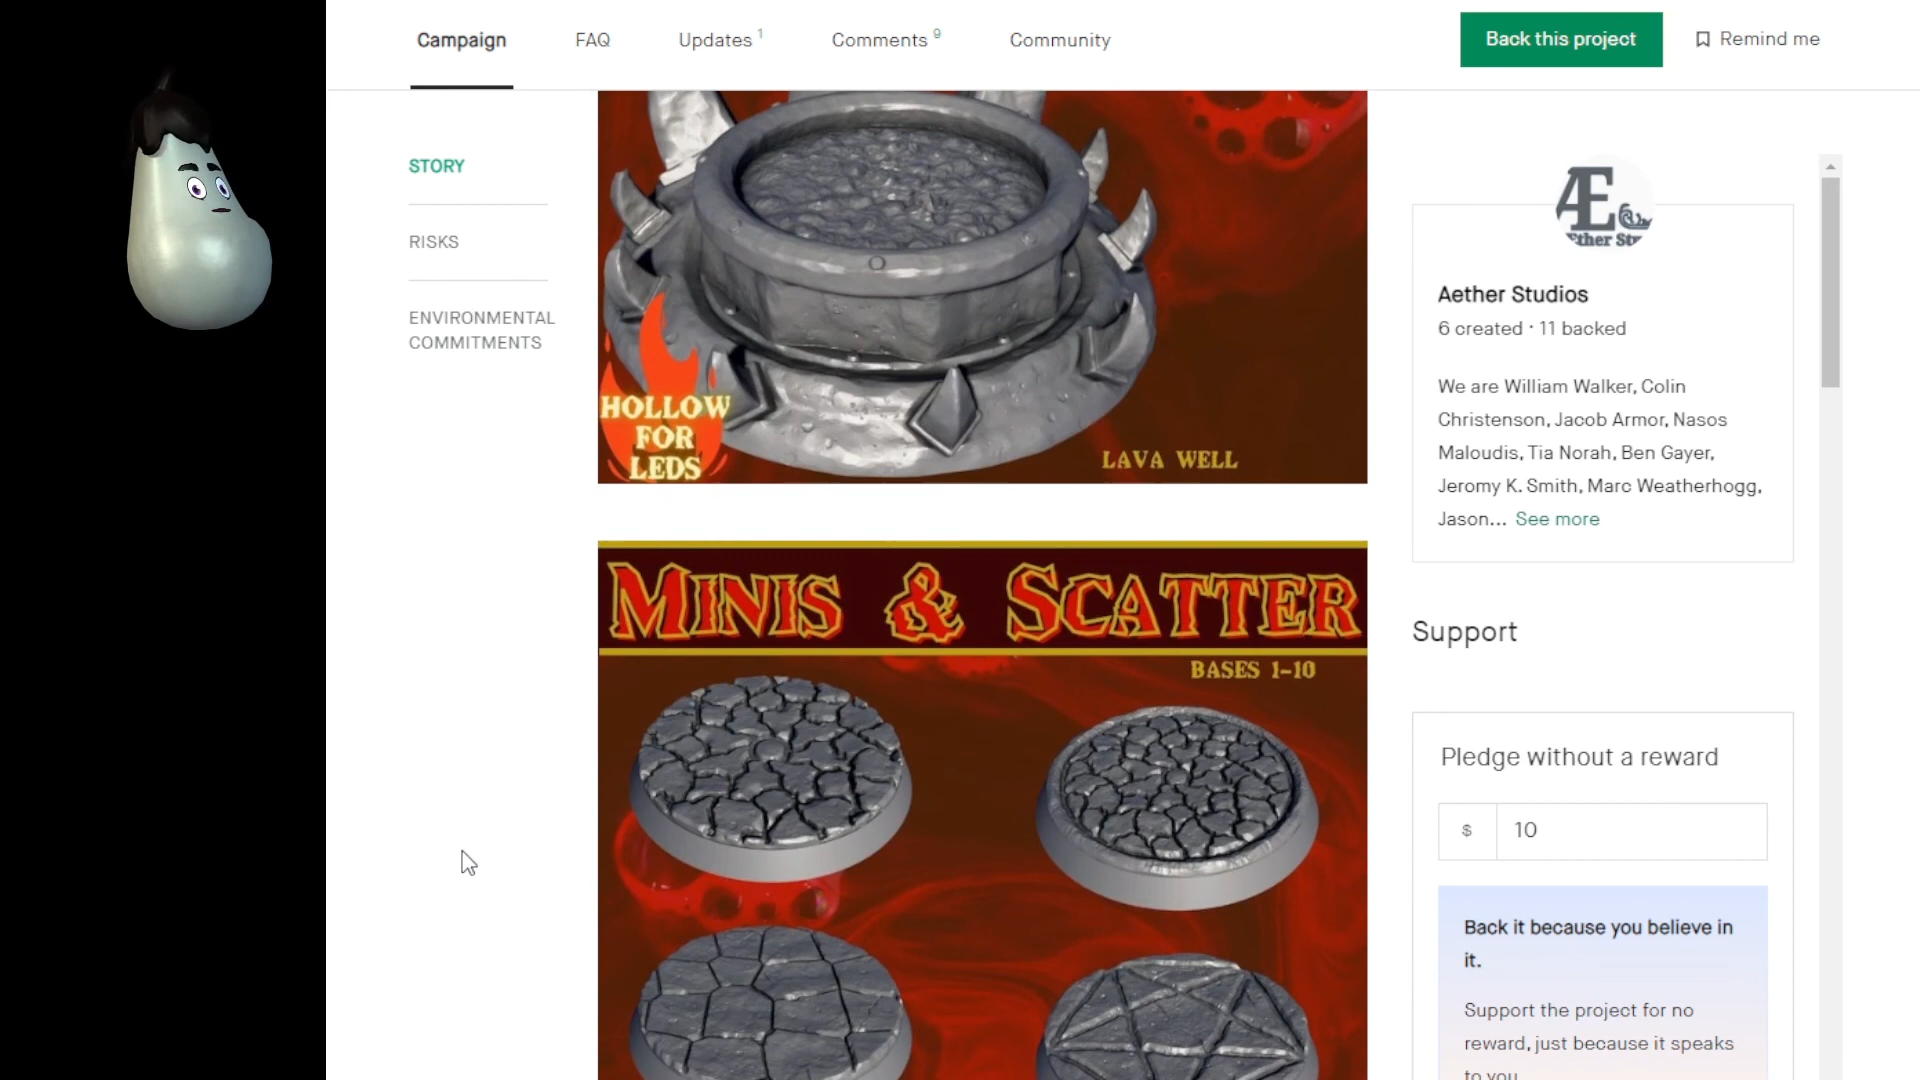 Campaign
FAQ
Updates 1
Comments 9
Community
Back this project
Remind me
STORY
RISKS
ENVIRONMENTAL
COMMITMENTS
HOLLOW
FOR
LEDS
LAVA WELL
MINIS & SCATTER
BASES 1-10
Æ
Aether Studios
6 created · 11 backed
We are William Walker, Colin
Christenson, Jacob Armor, Nasos
Maloudis, Tia Norah, Ben Gayer,
Jeromy K. Smith, Marc Weatherhogg,
Jason... See more
Support
Pledge without a reward
$ 10
Back it because you believe in
it.
Support the project for no
reward, just because it speaks
to you.